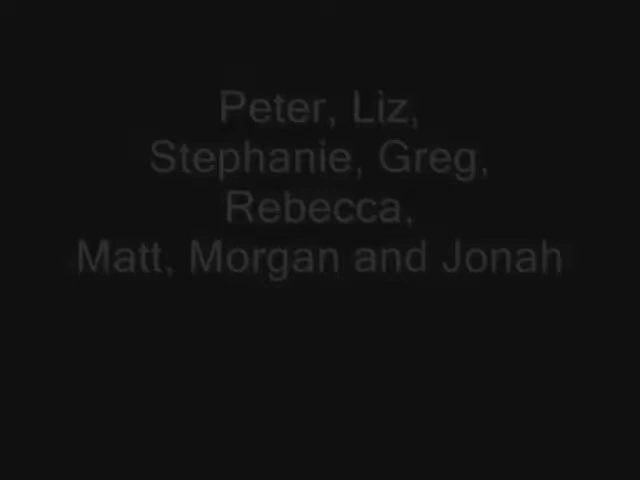 Peter, Liz,
Stephanie, Greg,
Rebecca,
Matt, Morgan and Jonah